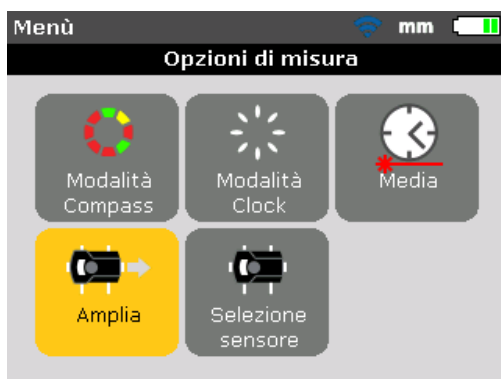 Menù mm
Opzioni di misura
Modalità
Compass
Modalità
Clock
Media
Amplia
Selezione
sensore